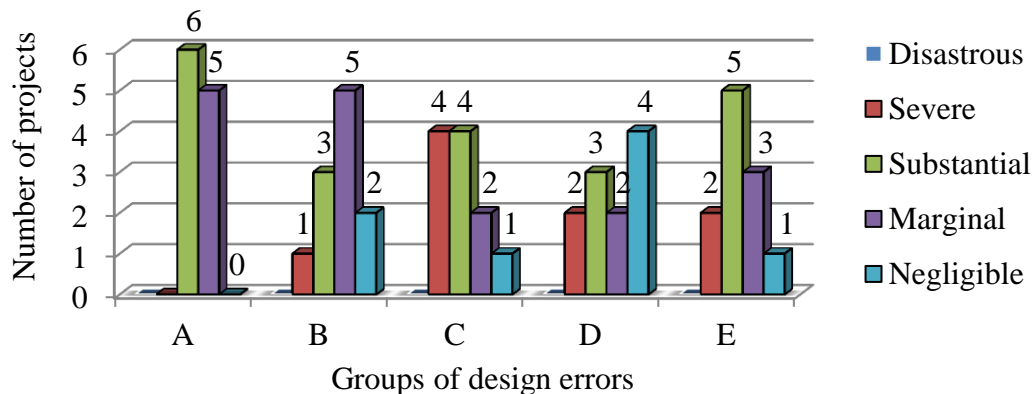 Number of projects
6
5
4
3
2
1
0
6
5
0
1
3
5
2
4
4
2
1
2
3
2
4
2
5
3
1
A
B
C
D
E
Groups of design errors
Disastrous
Severe
Substantial
Marginal
Negligible